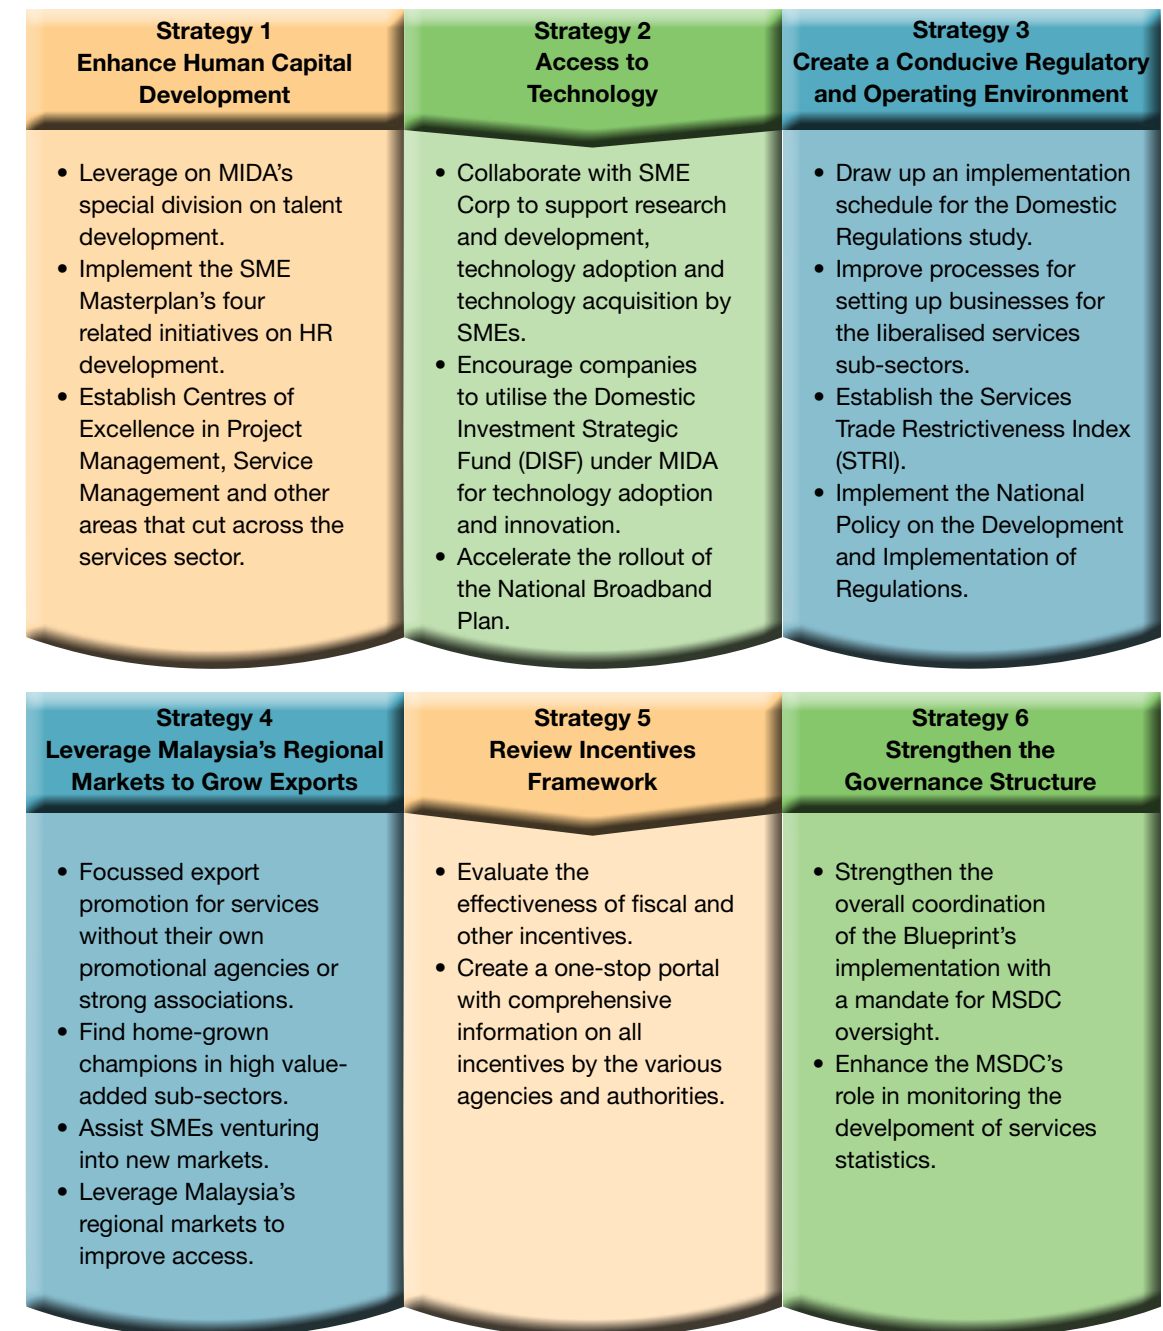 Strategy 1
Enhance Human Capital
Development
• Leverage on MIDA's
special division on talent
development.
• Implement the SME
Masterplan's four
related initiatives on HR
development.
• Establish Centres of
Excellence in Project
Management, Service
Management and other
areas that cut across the
services sector.
Strategy 2
Access to
Technology
• Collaborate with SME
Corp to support research
and development,
technology adoption and
technology acquisition by
SMEs.
• Encourage companies
to utilise the Domestic
Investment Strategic
Fund (DISF) under MIDA
for technology adoption
and innovation.
• Accelerate the rollout of
the National Broadband
Plan.
Strategy 3
Create a Conducive Regulatory
and Operating Environment
• Draw up an implementation
schedule for the Domestic
Regulations study.
• Improve processes for
setting up businesses for
the liberalised services
sub-sectors.
• Establish the Services
Trade Restrictiveness Index
(STRI).
• Implement the National
Policy on the Development
and Implementation of
Regulations.
Strategy 4
Leverage Malaysia's Regional
Markets to Grow Exports
• Focussed export
promotion for services
without their own
promotional agencies or
strong associations.
• Find home-grown
champions in high value-
added sub-sectors.
• Assist SMEs venturing
into new markets.
• Leverage Malaysia's
regional markets to
improve access.
Strategy 5
Review Incentives
Framework
• Evaluate the
effectiveness of fiscal and
other incentives.
• Create a one-stop portal
with comprehensive
information on all
incentives by the various
agencies and authorities.
Strategy 6
Strengthen the
Governance Structure
• Strengthen the
overall coordination
of the Blueprint's
implementation with
a mandate for MSDC
oversight.
• Enhance the MSDC's
role in monitoring the
develpoment of services
statistics.